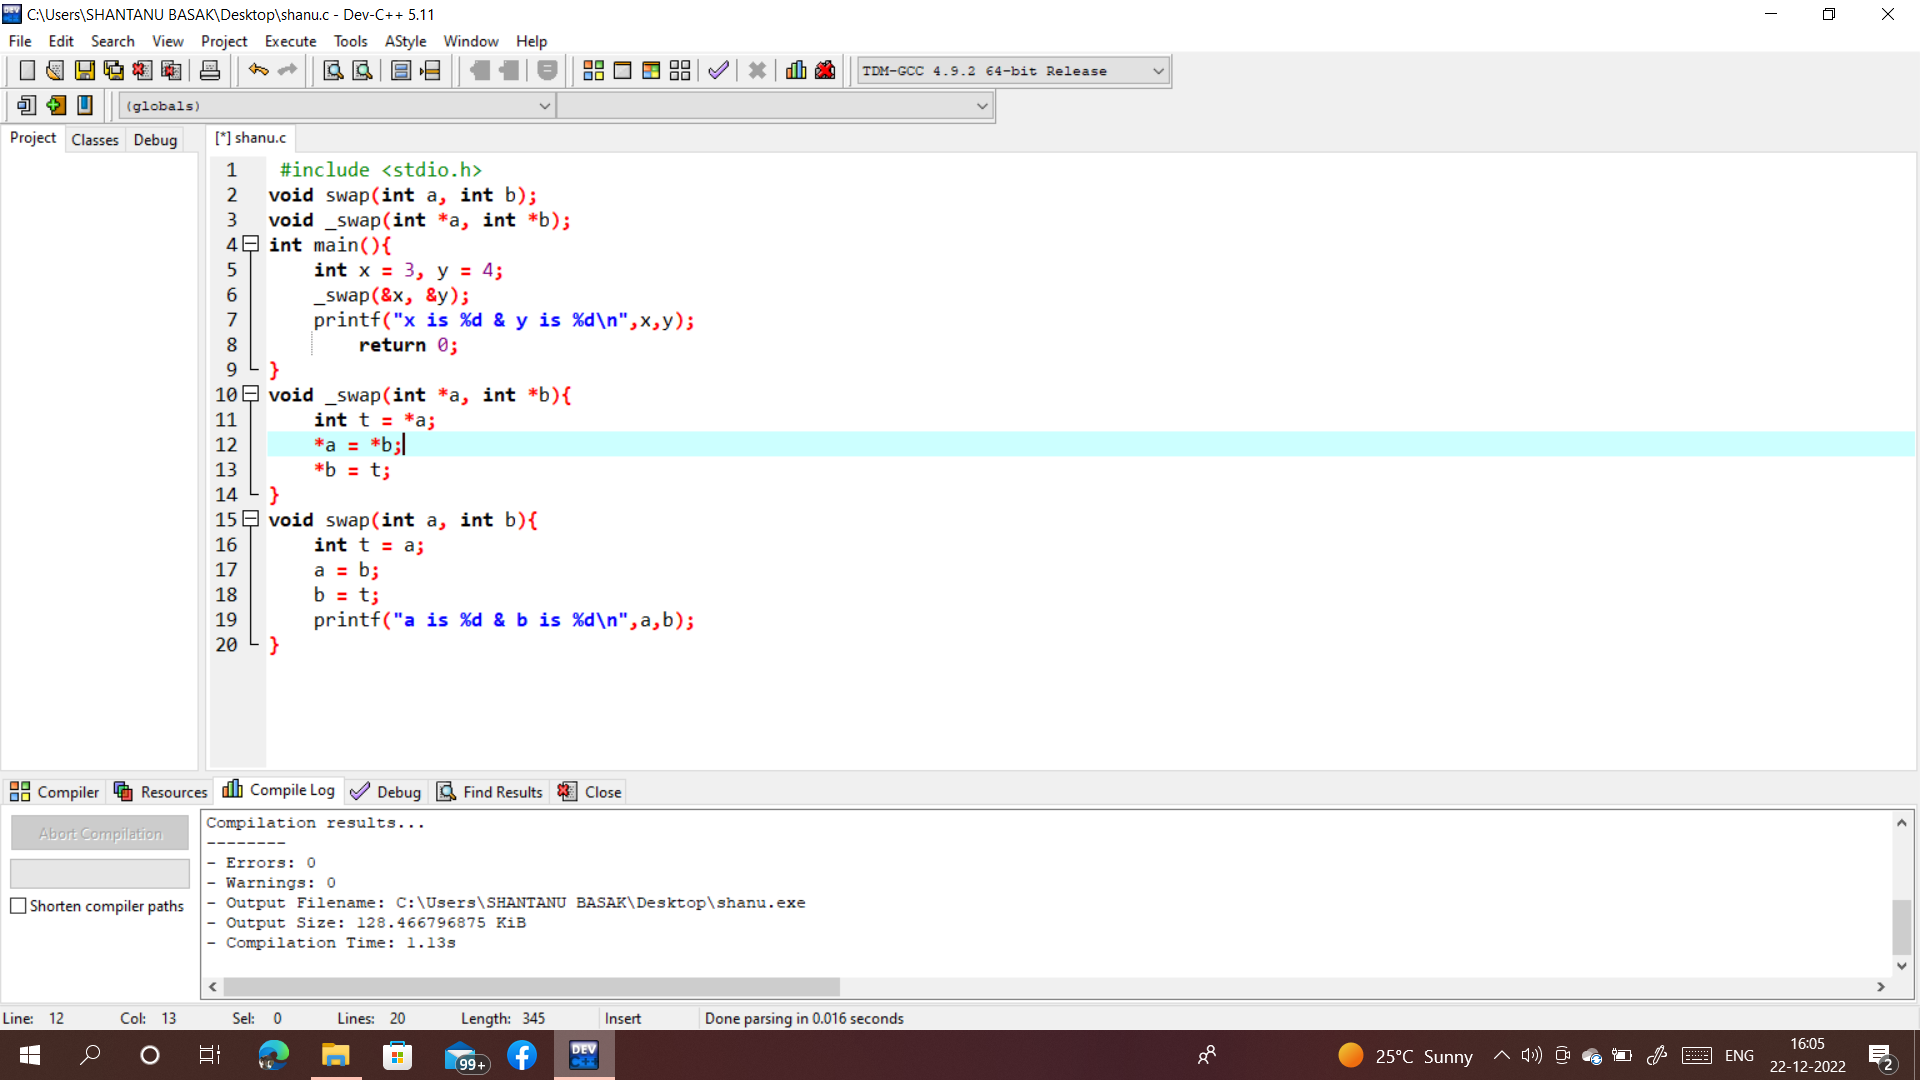 C:\Users\SHANTANU BASAK\Desktop\shanu.c - Dev-C++ 5.11
File Edit Search View Project Execute Tools AStyle Window Help
TDM-GCC 4.9.2 64-bit Release
(globals)
Project Classes Debug [*] shanu.c
1 #include <stdio.h>
2 void swap(int a, int b);
3 void _swap(int *a, int *b);
4 int main(){
5 int x = 3, y = 4;
6 _swap(&x, &y);
7 printf("x is %d & y is %d\n",x,y);
8 return 0;
9 }
10 void _swap(int *a, int *b){
11 int t = *a;
12 *a = *b;
13 *b = t;
14 }
15 void swap(int a, int b){
16 int t = a;
17 a = b;
18 b = t;
19 printf("a is %d & b is %d\n",a,b);
20 }
Compiler Resources Compile Log Debug Find Results Close
Abort Compilation
Shorten compiler paths
Compilation results...
--------
- Errors: 0
- Warnings: 0
- Output Filename: C:\Users\SHANTANU BASAK\Desktop\shanu.exe
- Output Size: 128.466796875 KiB
- Compilation Time: 1.13s
Line: 12 Col: 13 Sel: 0 Lines: 20 Length: 345 Insert Done parsing in 0.016 seconds
99+ DEV C++ 25°C Sunny ENG 16:05
22-12-2022 2